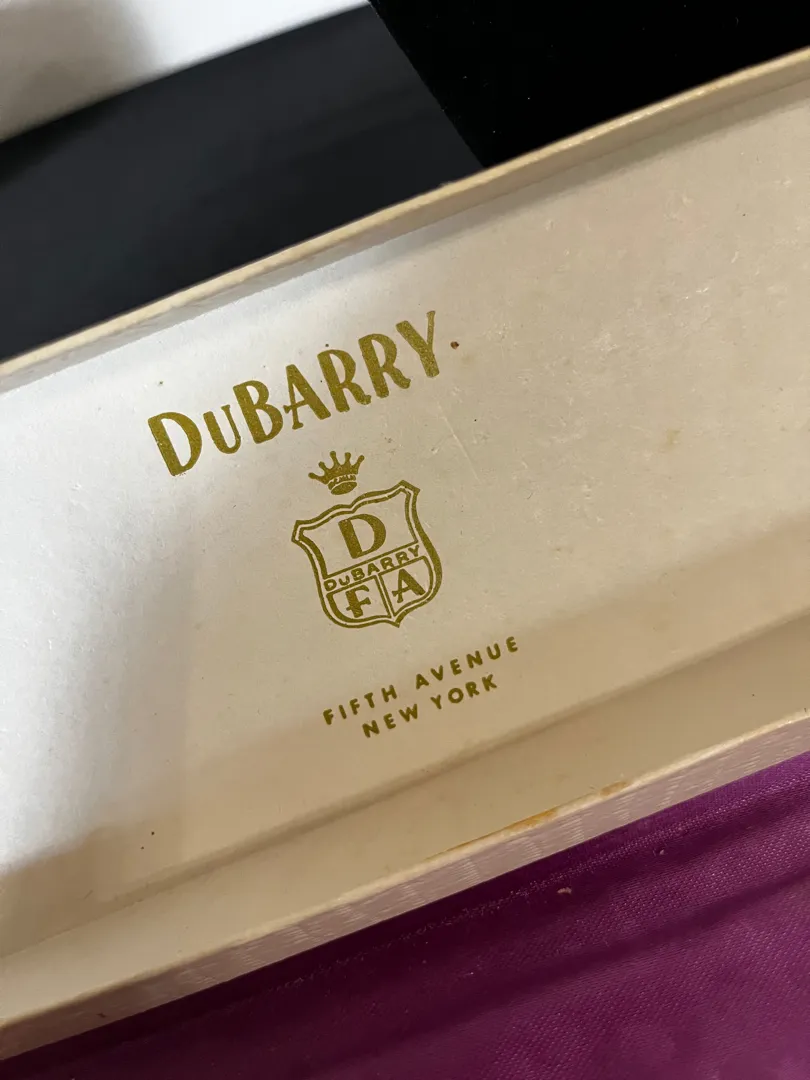 DuBARRY
D
DuBARRY
F A
FIFTH AVENUE
NEW YORK